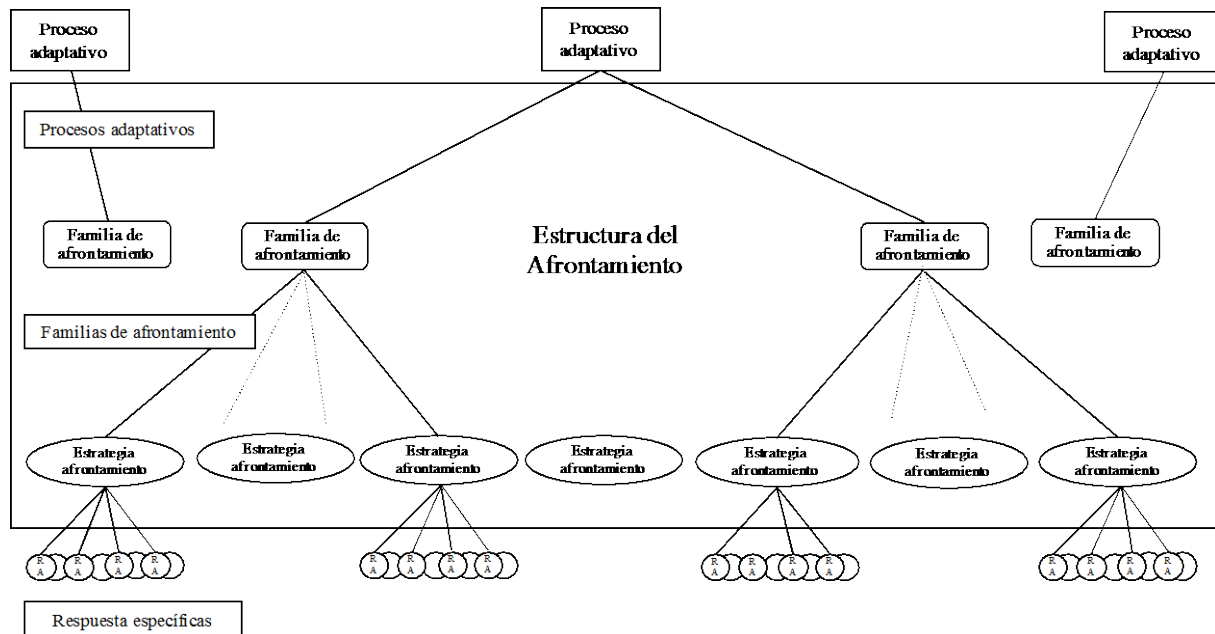 Proceso
adaptativo
Proceso
adaptativo
Proceso
adaptativo
Procesos adaptativos
Familia de
afrontamiento
Familia de
afrontamiento
Estructura del
Afrontamiento
Familia de
afrontamiento
Familia de
afrontamiento
Familias de afrontamiento
Estrategia
afrontamiento
Estrategia
afrontamiento
Estrategia
afrontamiento
Estrategia
afrontamiento
Estrategia
afrontamiento
Estrategia
afrontamiento
Estrategia
afrontamiento
R
A
R
A
R
A
R
A
R
A
R
A
R
A
R
A
R
A
R
A
R
A
R
A
R
A
R
A
R
A
R
A
Respuesta específicas